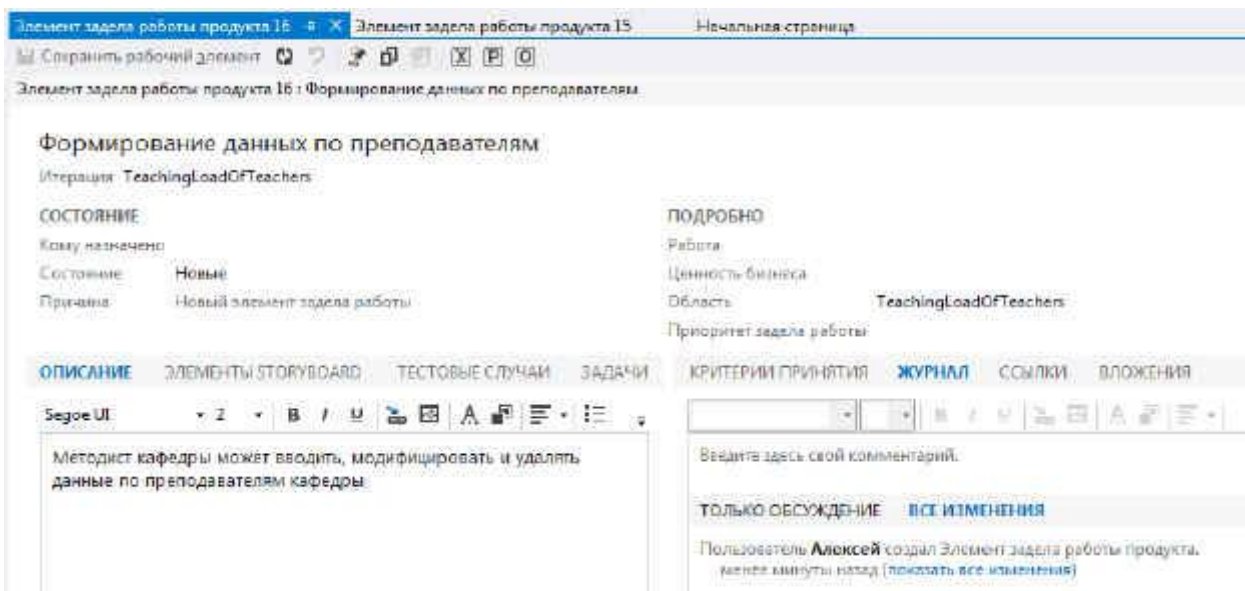 Элемент задела работы продукта 16 Элемент задела работы продукта 15 Начальная страница
Сохранить рабочий элемент X P O
Элемент задела работы продукта 16 : Формирование данных по преподавателям
Формирование данных по преподавателям
Итерация TeachingLoadOfTeachers
СОСТОЯНИЕ ПОДРОБНО
Кому назначено Работа
Состояние Новые Ценность бизнеса
Причина Новый элемент задела работы Область TeachingLoadOfTeachers
Приоритет задела работы
ОПИСАНИЕ ЭЛЕМЕНТЫ STORYBOARD ТЕСТОВЫЕ СЛУЧАИ ЗАДАЧИ КРИТЕРИИ ПРИНЯТИЯ ЖУРНАЛ ССЫЛКИ ВЛОЖЕНИЯ
Segoe UI 2 B I U A B I U A
Методист кафедры может вводить, модифицировать и удалять Введите здесь свой комментарий.
данные по преподавателям кафедры
ТОЛЬКО ОБСУЖДЕНИЕ ВСЕ ИЗМЕНЕНИЯ
Пользователь Алексей создал Элемент задела работы продукта.
менее минуты назад (показать все изменения)